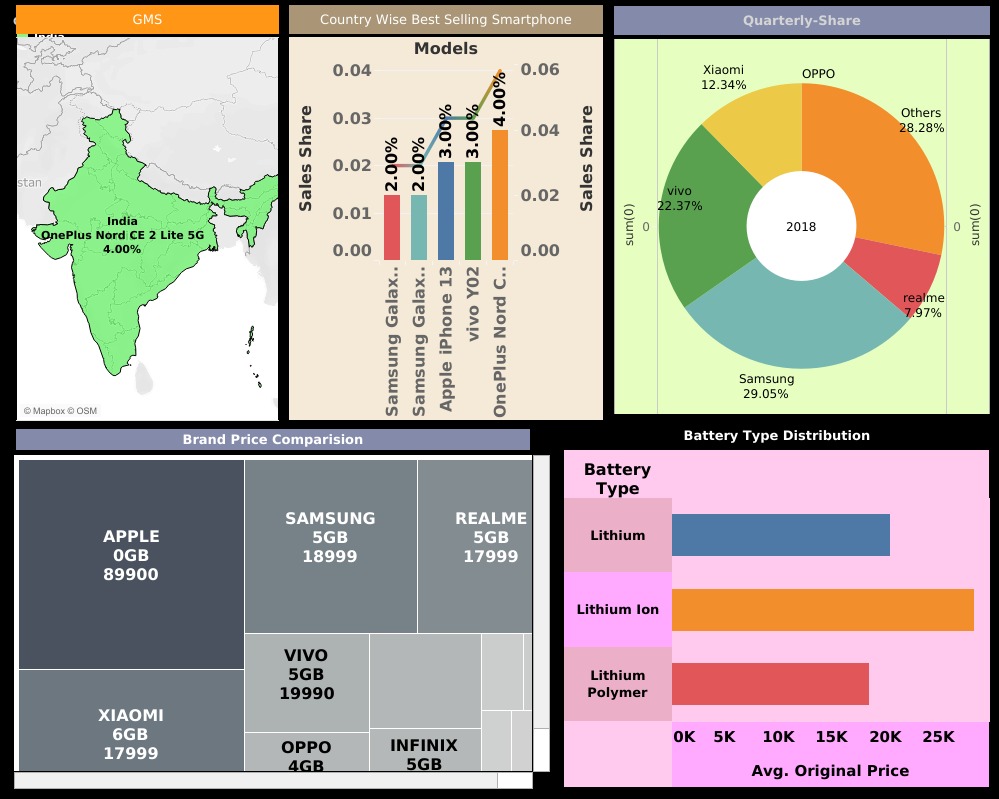 GMS
India
stan
India
OnePlus Nord CE 2 Lite 5G
4.00%
© Mapbox © OSM
Country Wise Best Selling Smartphone
Models
0.04
0.03
0.02
0.01
0.00
Sales Share
2.00%
2.00%
3.00%
3.00%
4.00%
0.06
0.04
0.02
0.00
Sales Share
Samsung Galax..
Samsung Galax..
Apple iPhone 13
vivo Y02
OnePlus Nord C..
Quarterly-Share
Xiaomi
12.34%
OPPO
Others
28.28%
vivo
22.37%
2018
sum(0)
0
0
sum(0)
realme
7.97%
Samsung
29.05%
Brand Price Comparision
APPLE
0GB
89900
SAMSUNG
5GB
18999
REALME
5GB
17999
XIAOMI
6GB
17999
VIVO
5GB
19990
OPPO
4GB
INFINIX
5GB
Battery Type Distribution
Battery
Type
Lithium
Lithium Ion
Lithium
Polymer
0K 5K 10K 15K 20K 25K
Avg. Original Price